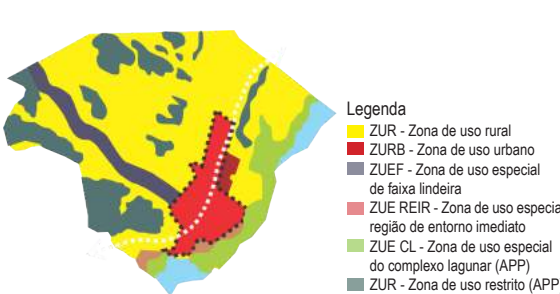 Legenda
ZUR - Zona de uso rural
ZURB - Zona de uso urbano
ZUEF - Zona de uso especial
de faixa lindeira
ZUE REIR - Zona de uso especia
região de entorno imediato
ZUE CL - Zona de uso especial
do complexo lagunar (APP)
ZUR - Zona de uso restrito (APP